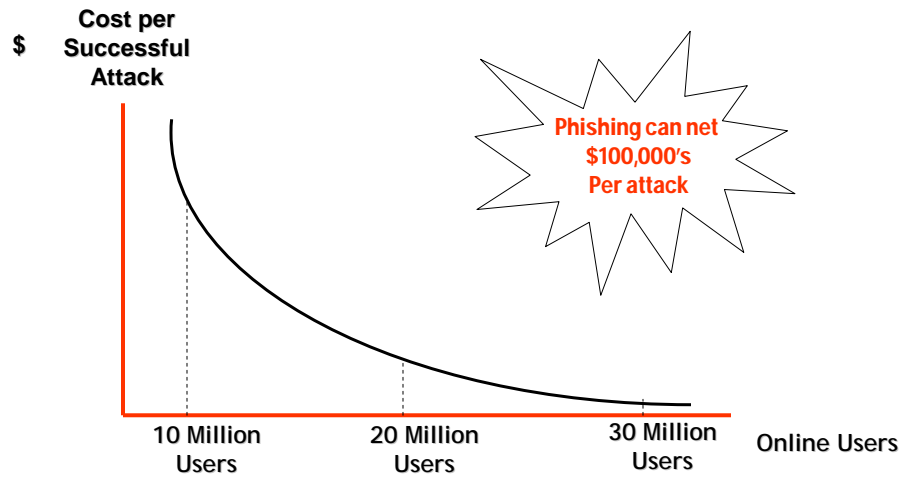 Cost per
$ Successful
Attack
Phishing can net
$100,000's
Per attack
10 Million
Users
20 Million
Users
30 Million
Users
Online Users